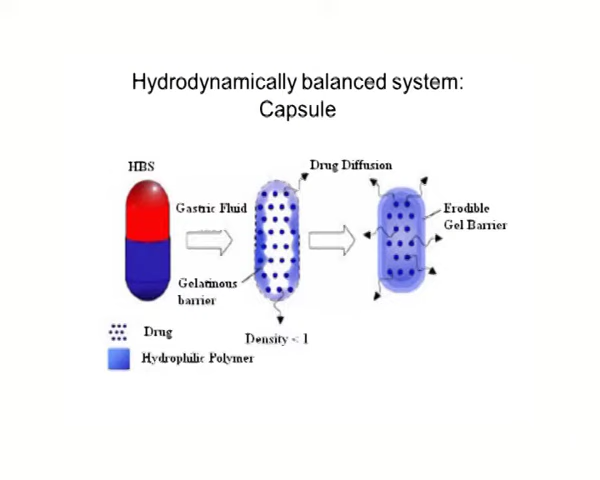 Hydrodynamically balanced system:
Capsule
HBS
Drug Diffusion
Gastric Fluid
Erodible
Gel Barrier
Gelatinous
barrier
Density < 1
Drug
Hydrophilic Polymer